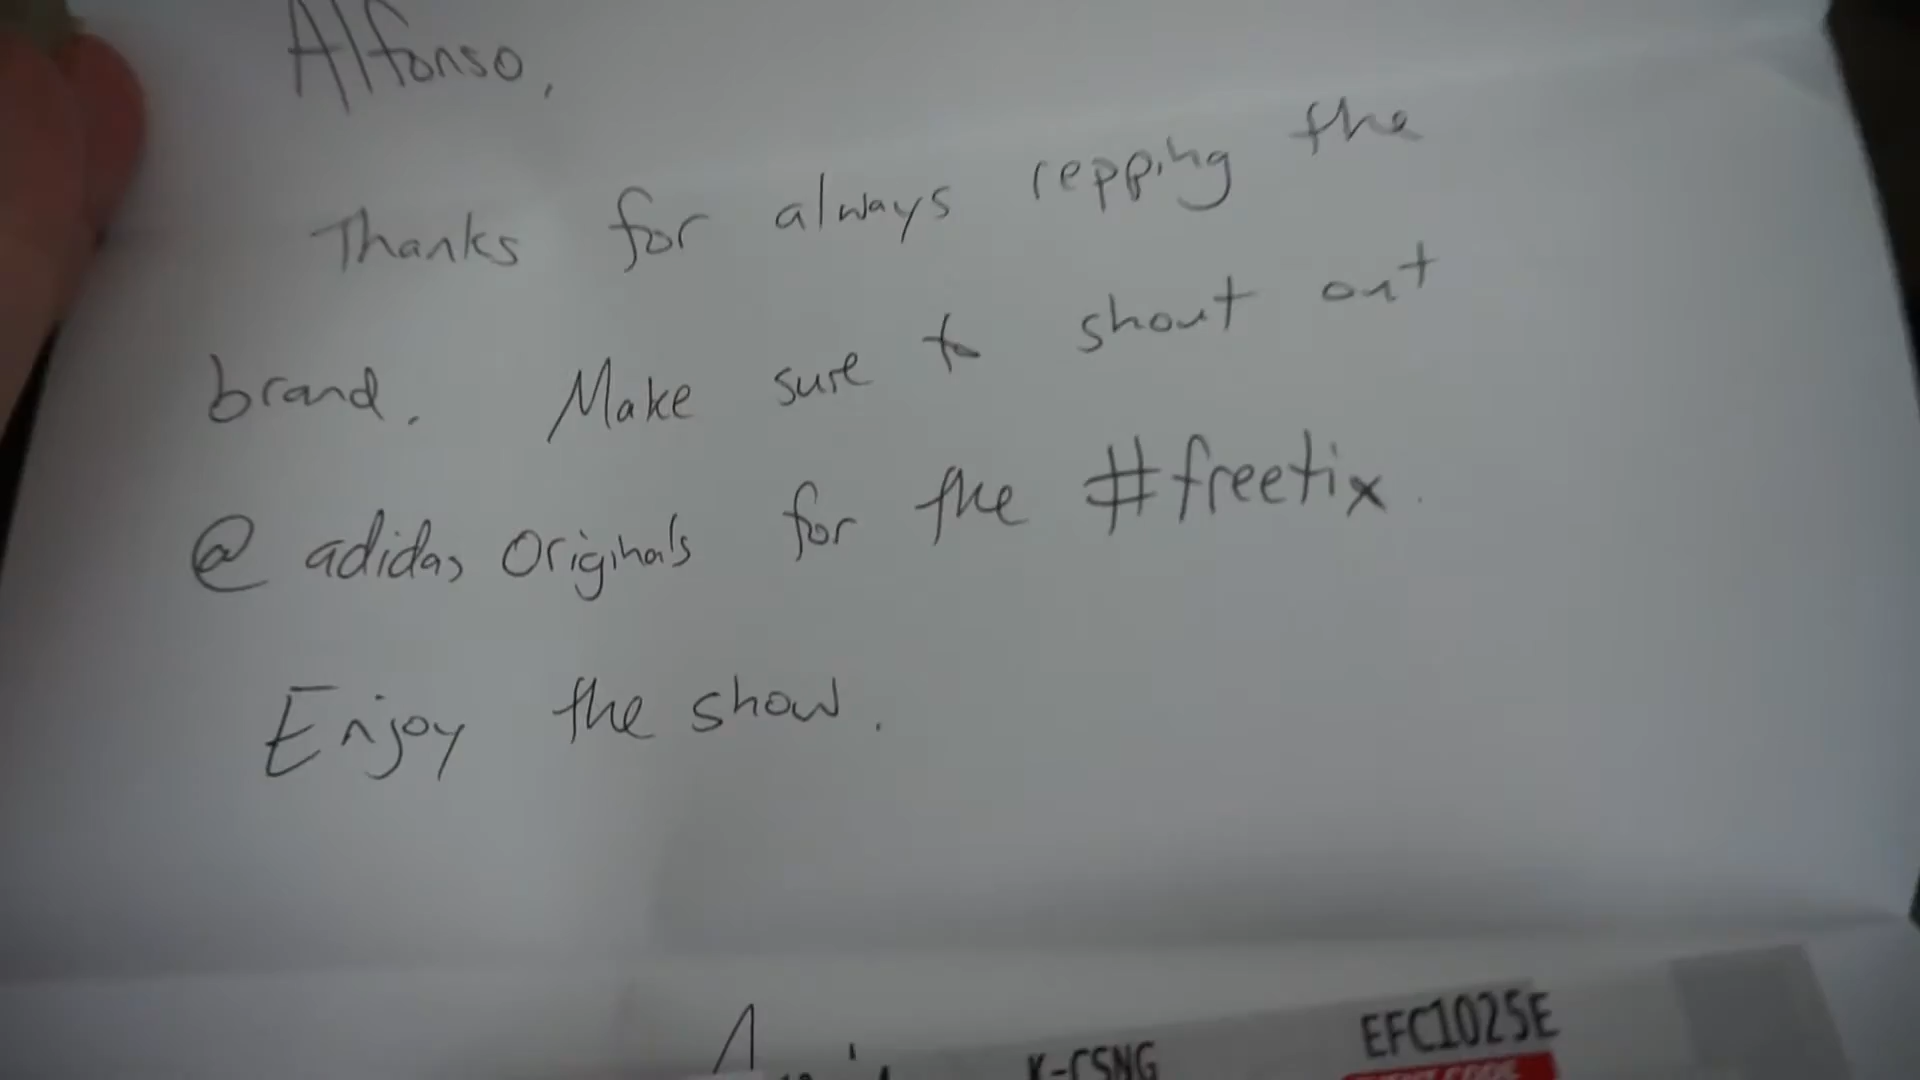 Alfonso,
Thanks for always repping the
brand. Make sure to shout out
@adidas Originals for the #freetix.
Enjoy the show.
EFC1025E
K-CSNG